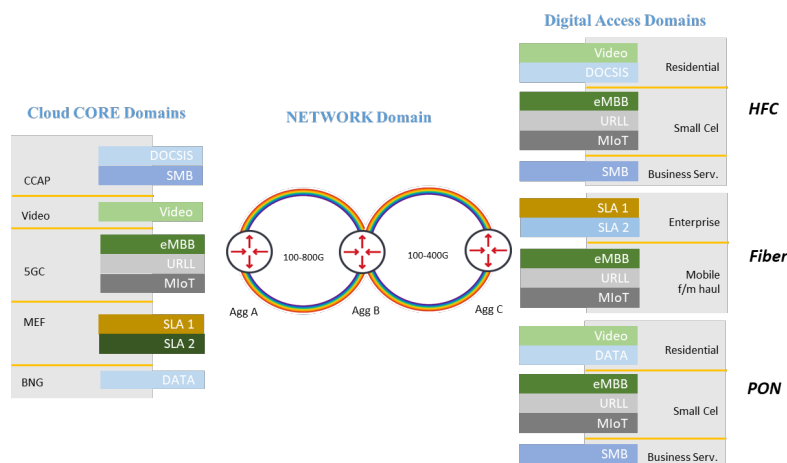 Cloud CORE Domains
DOCSIS
SMB
CCAP
Video
Video
eMBB
URLL
5GC
MIoT
MEF
SLA 1
SLA 2
BNG
DATA
NETWORK Domain
100-800G
100-400G
Agg A
Agg B
Agg C
Digital Access Domains
Video
DOCSIS
Residential
eMBB
URLL
MIoT
Small Cel
HFC
SMB
Business Serv.
SLA 1
SLA 2
Enterprise
eMBB
URLL
MIoT
Mobile
f/m haul
Fiber
Video
DATA
Residential
eMBB
URLL
MIoT
Small Cel
PON
SMB
Business Serv.